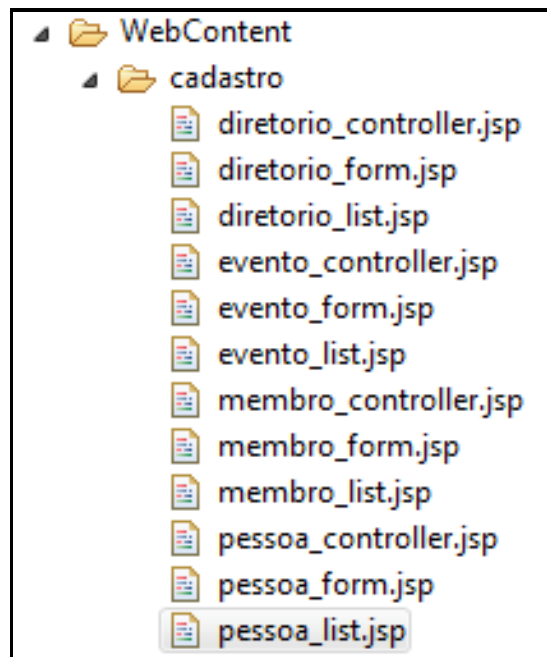 WebContent
cadastro
diretorio_controller.jsp
diretorio_form.jsp
diretorio_list.jsp
evento_controller.jsp
evento_form.jsp
evento_list.jsp
membro_controller.jsp
membro_form.jsp
membro_list.jsp
pessoa_controller.jsp
pessoa_form.jsp
pessoa_list.jsp